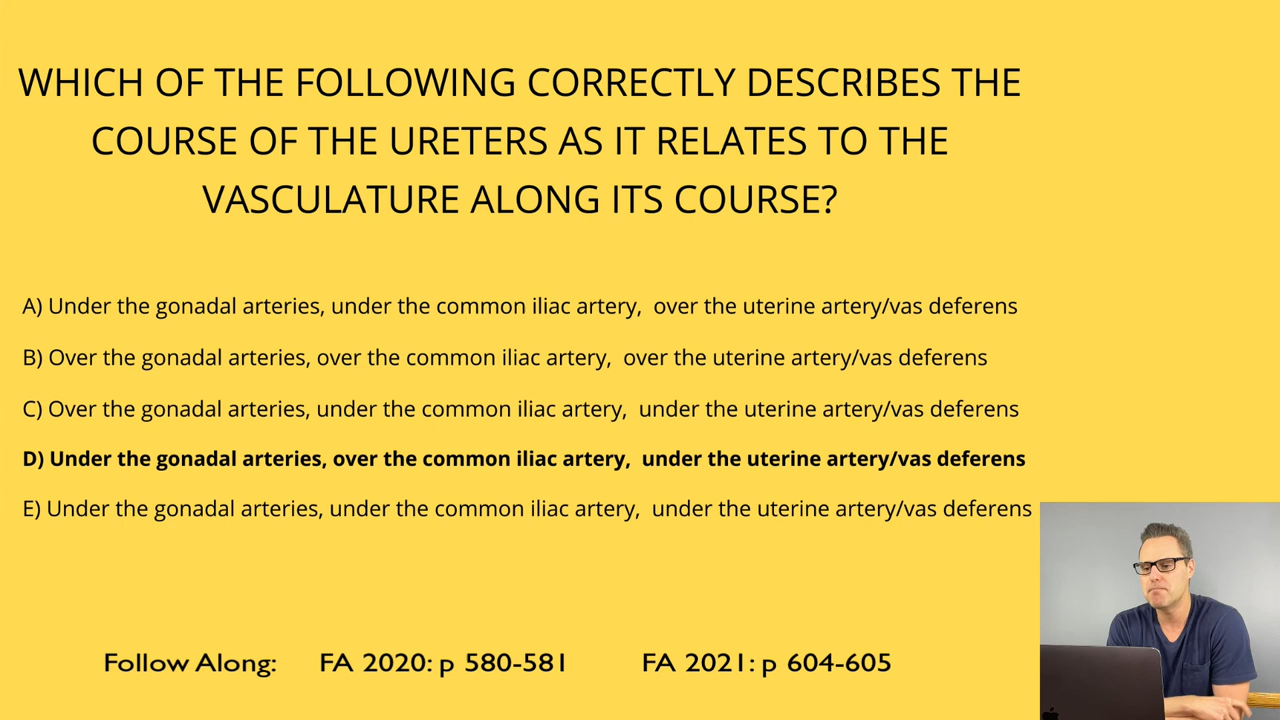 WHICH OF THE FOLLOWING CORRECTLY DESCRIBES THE
COURSE OF THE URETERS AS IT RELATES TO THE
VASCULATURE ALONG ITS COURSE?
A) Under the gonadal arteries, under the common iliac artery,  over the uterine artery/vas deferens
B) Over the gonadal arteries, over the common iliac artery,  over the uterine artery/vas deferens
C) Over the gonadal arteries, under the common iliac artery,  under the uterine artery/vas deferens
D) Under the gonadal arteries, over the common iliac artery,  under the uterine artery/vas deferens
E) Under the gonadal arteries, under the common iliac artery,  under the uterine artery/vas deferens
Follow Along: FA 2020: p 580-581 FA 2021: p 604-605